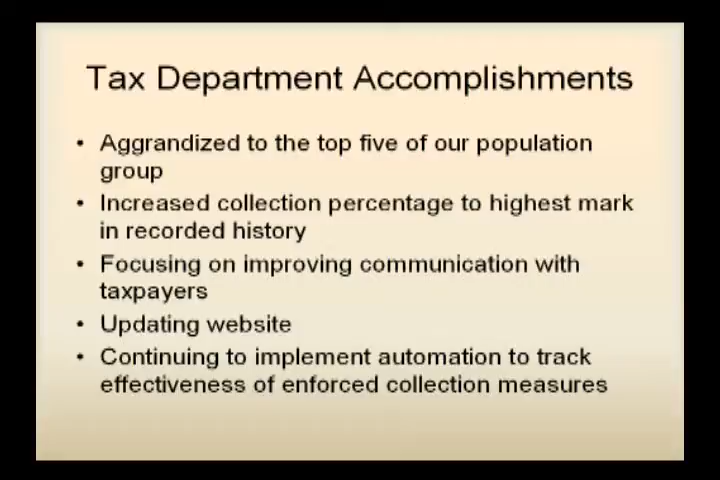 Tax Department Accomplishments
• Aggrandized to the top five of our population
group
• Increased collection percentage to highest mark
in recorded history
• Focusing on improving communication with
taxpayers
• Updating website
• Continuing to implement automation to track
effectiveness of enforced collection measures